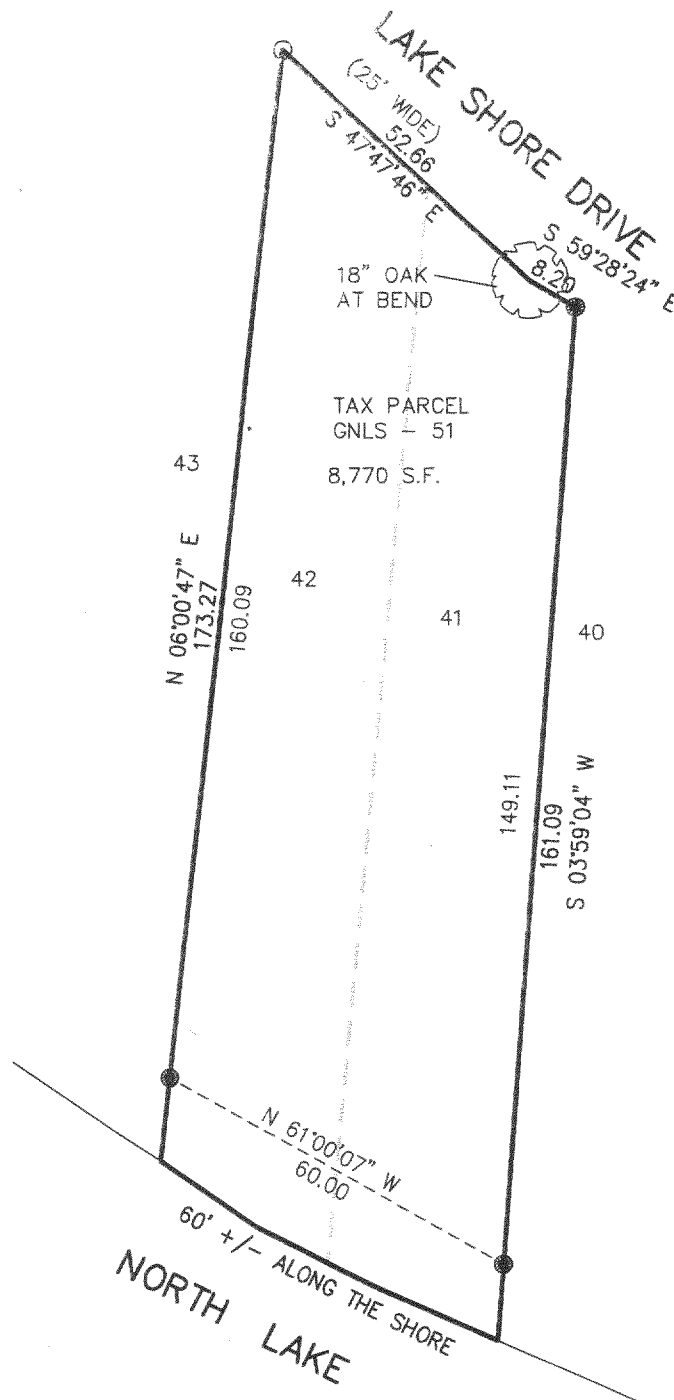 LAKE SHORE DRIVE
(25' WIDE)
52.66
S 47°47'46" E
S 59°28'24" E
8.20
18" OAK
AT BEND
TAX PARCEL
GNLS - 51
8,770 S.F.
43
42
41
40
N 06°00'47" E
173.27
160.09
149.11
161.09
S 03°59'04" W
N 61°00'07" W
60.00
60' +/- ALONG THE SHORE
NORTH LAKE